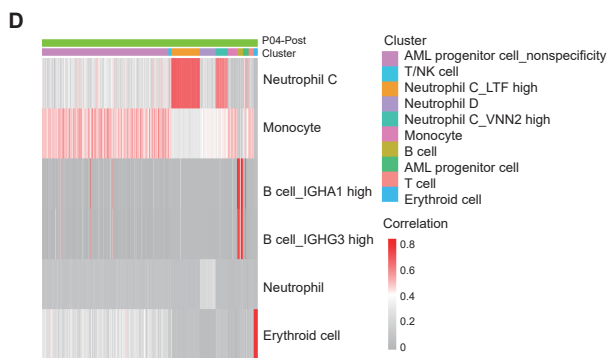 D
P04-Post
Cluster
Neutrophil C
Monocyte
B cell_IGHA1 high
B cell_IGHG3 high
Neutrophil
Erythroid cell
Cluster
AML progenitor cell_nonspecificity
T/NK cell
Neutrophil C_LTF high
Neutrophil D
Neutrophil C_VNN2 high
Monocyte
B cell
AML progenitor cell
T cell
Erythroid cell
Correlation
0.8
0.6
0.4
0.2
0